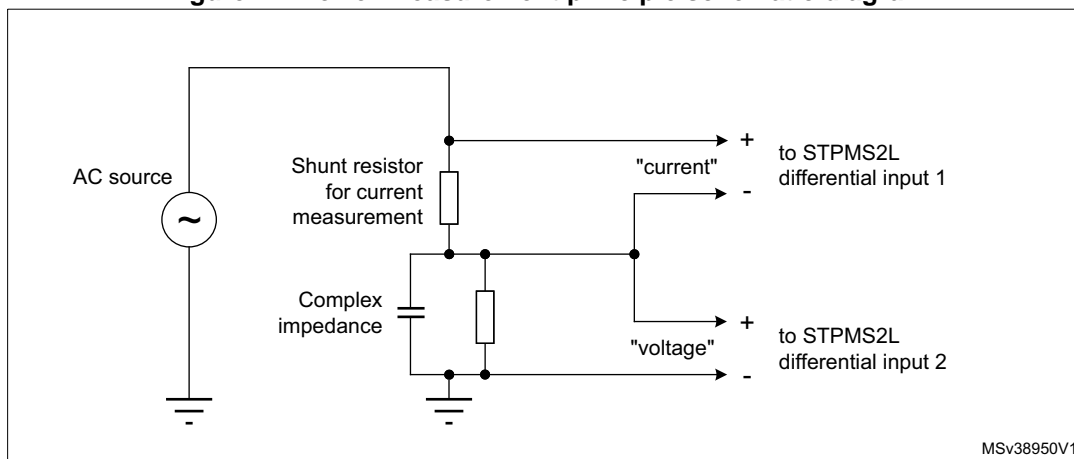 AC source
~
Shunt resistor
for current
measurement
"current"
+
-
to STPMS2L
differential input 1
Complex
impedance
"voltage"
+
-
to STPMS2L
differential input 2
MSv38950V1